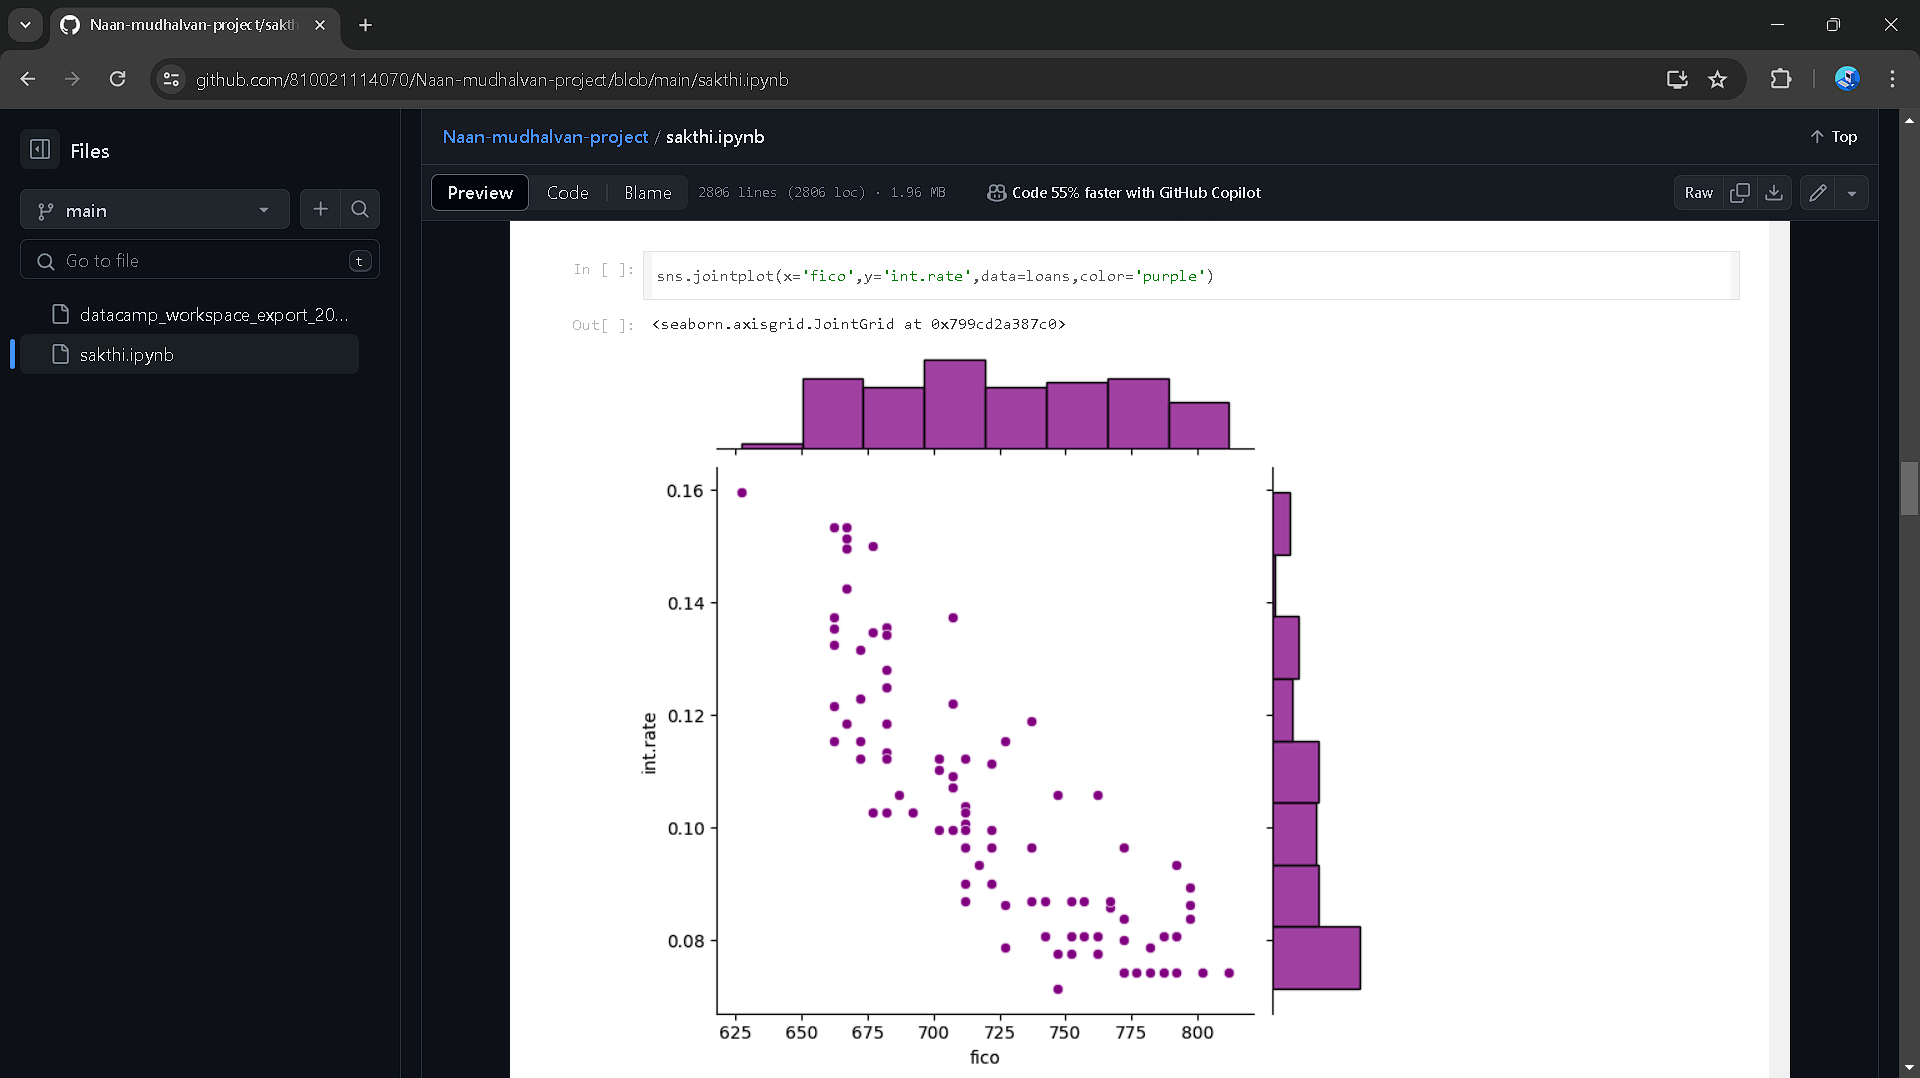 Naan-mudhalvan-project/sakth
github.com/810021114070/Naan-mudhalvan-project/blob/main/sakthi.ipynb
Files
main
Go to file
t
datacamp_workspace_export_20...
sakthi.ipynb
Naan-mudhalvan-project / sakthi.ipynb
Top
Preview
Code
Blame
2806 lines (2806 loc) · 1.96 MB
Code 55% faster with GitHub Copilot
Raw
In [ ]:
sns.jointplot(x='fico',y='int.rate',data=loans,color='purple')
Out[ ]:
<seaborn.axisgrid.JointGrid at 0x799cd2a387c0>
0.16
0.14
0.12
0.10
0.08
int.rate
625 650 675 700 725 750 775 800
fico